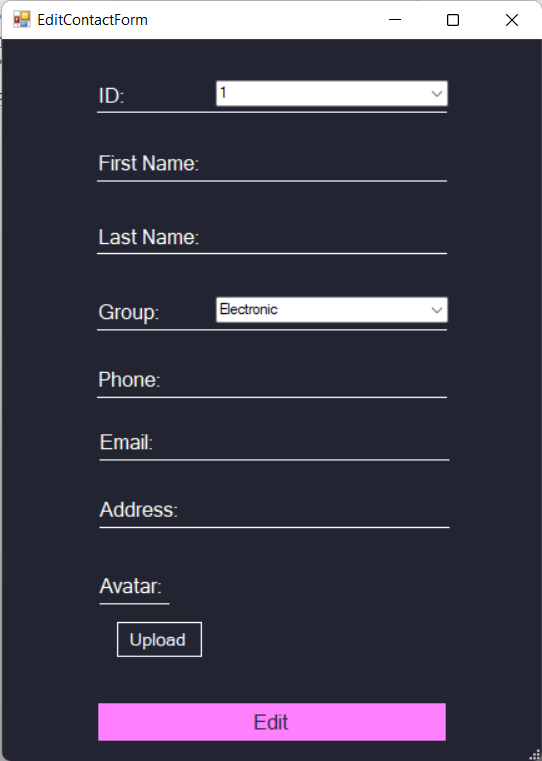 EditContactForm
ID: 1
First Name:
Last Name:
Group: Electronic
Phone:
Email:
Address:
Avatar:
Upload
Edit